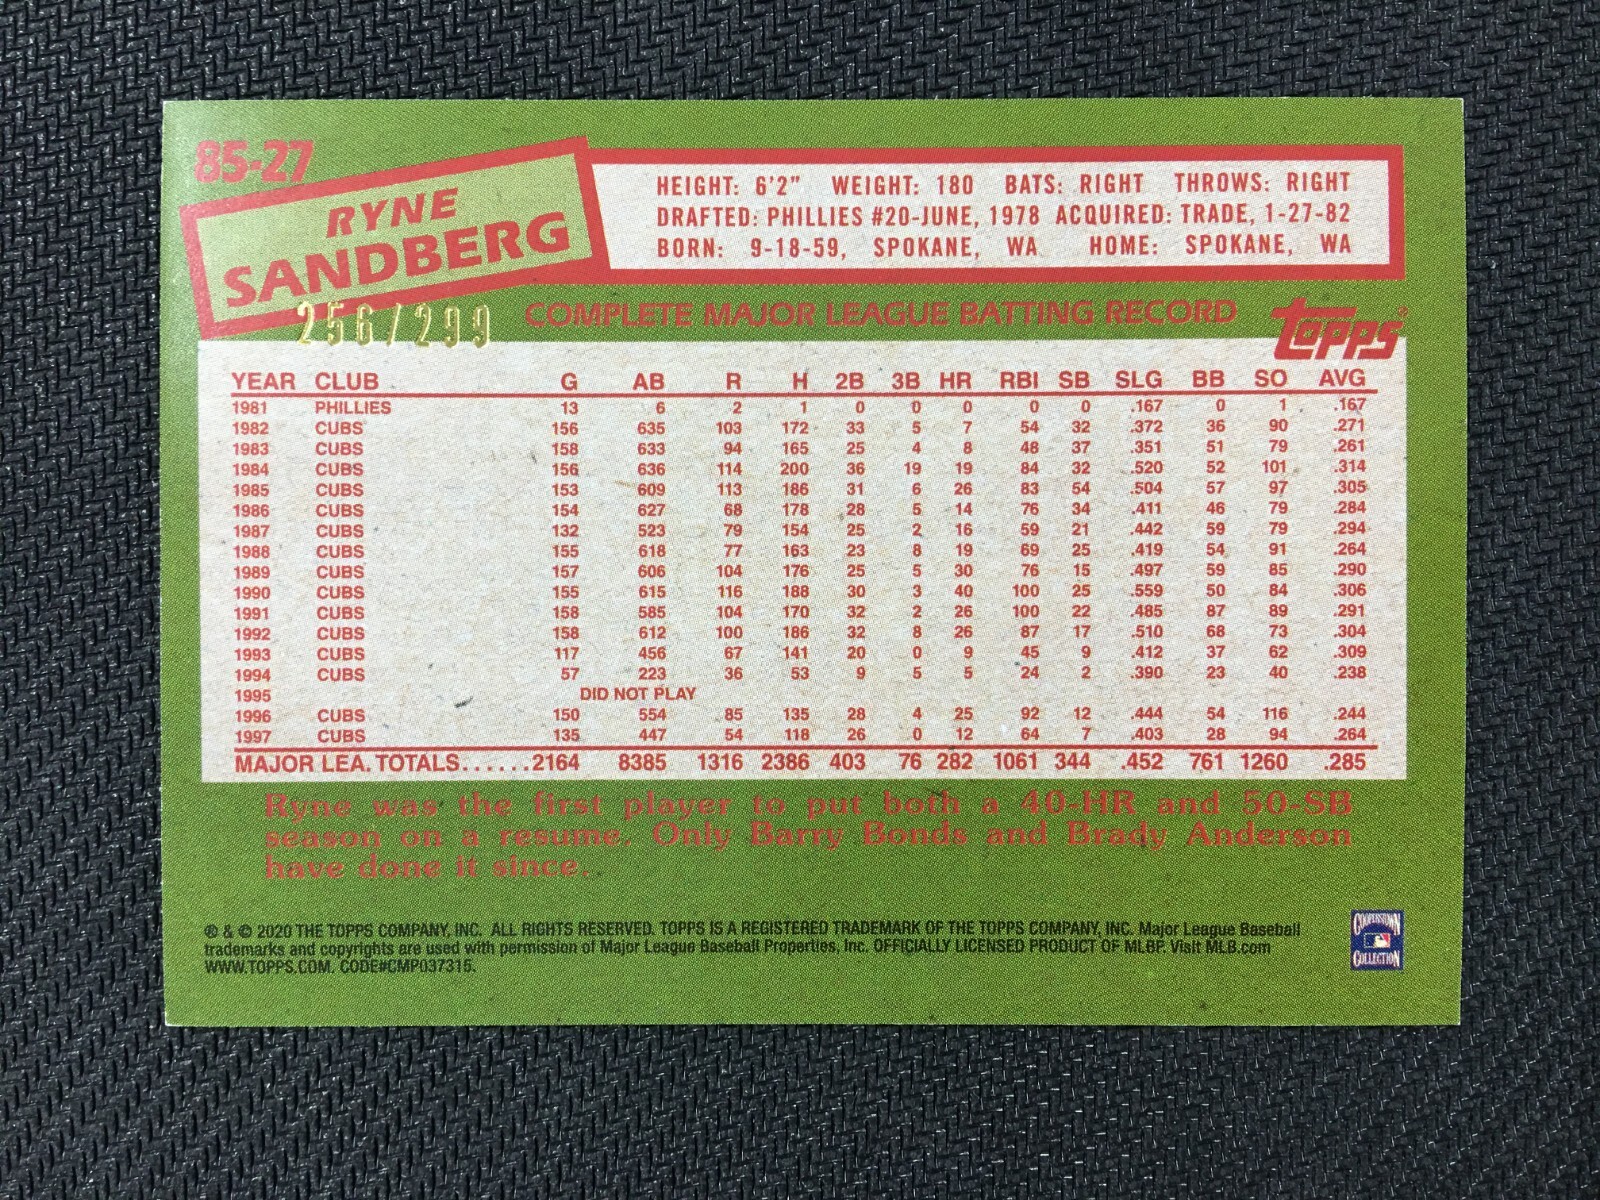 85-27
RYNE
SANDBERG
HEIGHT: 6'2" WEIGHT: 180 BATS: RIGHT THROWS: RIGHT
DRAFTED: PHILLIES #20-JUNE, 1978 ACQUIRED: TRADE, 1-27-82
BORN: 9-18-59, SPOKANE, WA HOME: SPOKANE, WA
256/299
COMPLETE MAJOR LEAGUE BATTING RECORD
Topps®
YEAR CLUB G AB R H 2B 3B HR RBI SB SLG BB SO AVG
1981 PHILLIES 13 6 2 1 0 0 0 0 0 .167 0 1 .167
1982 CUBS 156 635 103 172 33 5 7 54 32 .372 36 90 .271
1983 CUBS 158 633 94 165 25 4 8 48 37 .351 51 79 .261
1984 CUBS 156 636 114 200 36 19 19 84 32 .520 52 101 .314
1985 CUBS 153 609 113 186 31 6 26 83 54 .504 57 97 .305
1986 CUBS 154 627 68 178 28 5 14 76 34 .411 46 79 .284
1987 CUBS 132 523 79 154 25 2 16 59 21 .442 59 79 .294
1988 CUBS 155 618 77 163 23 8 19 69 25 .419 54 91 .264
1989 CUBS 157 606 104 176 25 5 30 76 15 .497 59 85 .290
1990 CUBS 155 615 116 188 30 3 40 100 25 .559 50 84 .306
1991 CUBS 158 585 104 170 32 2 26 100 22 .485 87 89 .291
1992 CUBS 158 612 100 186 32 8 26 87 17 .510 68 73 .304
1993 CUBS 117 456 67 141 20 0 9 45 9 .412 37 62 .309
1994 CUBS 57 223 36 53 9 5 5 24 2 .390 23 40 .238
1995 DID NOT PLAY
1996 CUBS 150 554 85 135 28 4 25 92 12 .444 54 116 .244
1997 CUBS 135 447 54 118 26 0 12 64 7 .403 28 94 .264
MAJOR LEA. TOTALS......2164 8385 1316 2386 403 76 282 1061 344 .452 761 1260 .285
Ryne was the first player to put both a 40-HR and 50-SB
season on a resume. Only Barry Bonds and Brady Anderson
have done it since.
® & © 2020 THE TOPPS COMPANY, INC. ALL RIGHTS RESERVED. TOPPS IS A REGISTERED TRADEMARK OF THE TOPPS COMPANY, INC. Major League Baseball
trademarks and copyrights are used with permission of Major League Baseball Properties, Inc. OFFICIALLY LICENSED PRODUCT OF MLBP. Visit MLB.com
WWW.TOPPS.COM. CODE#CMP037315.
COOPERSTOWN
COLLECTION